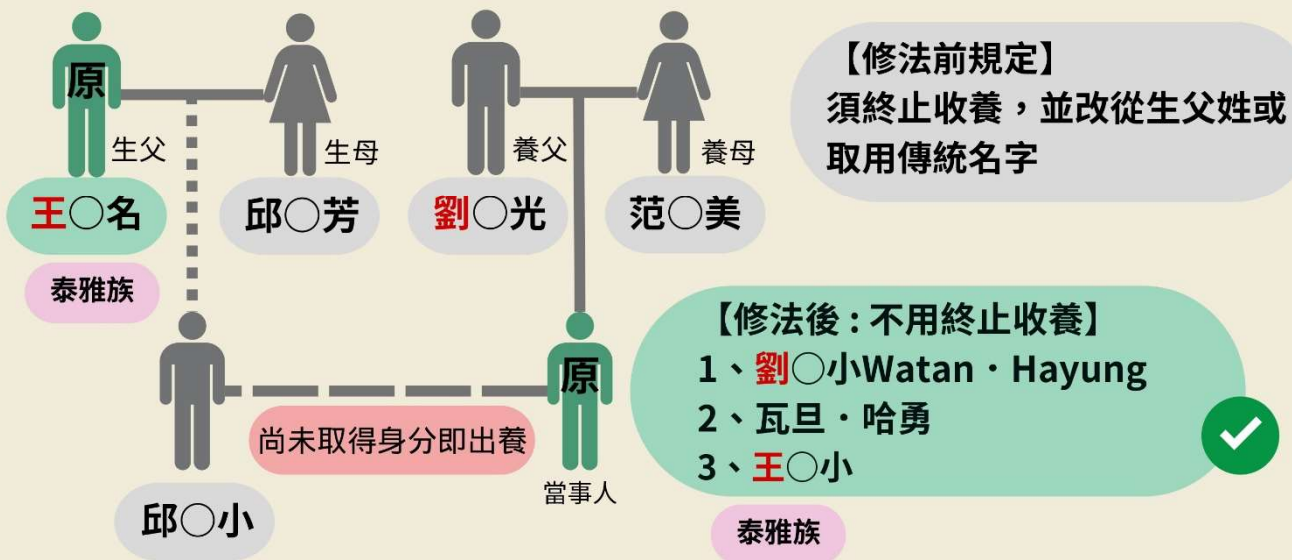 原
生父
王○名
泰雅族
生母
邱○芳
養父
劉○光
養母
范○美
【修法前規定】
須終止收養，並改從生父姓或
取用傳統名字
邱○小
尚未取得身分即出養
原
當事人
【修法後 : 不用終止收養】
1、劉○小Watan．Hayung
2、瓦旦．哈勇
3、王○小
泰雅族